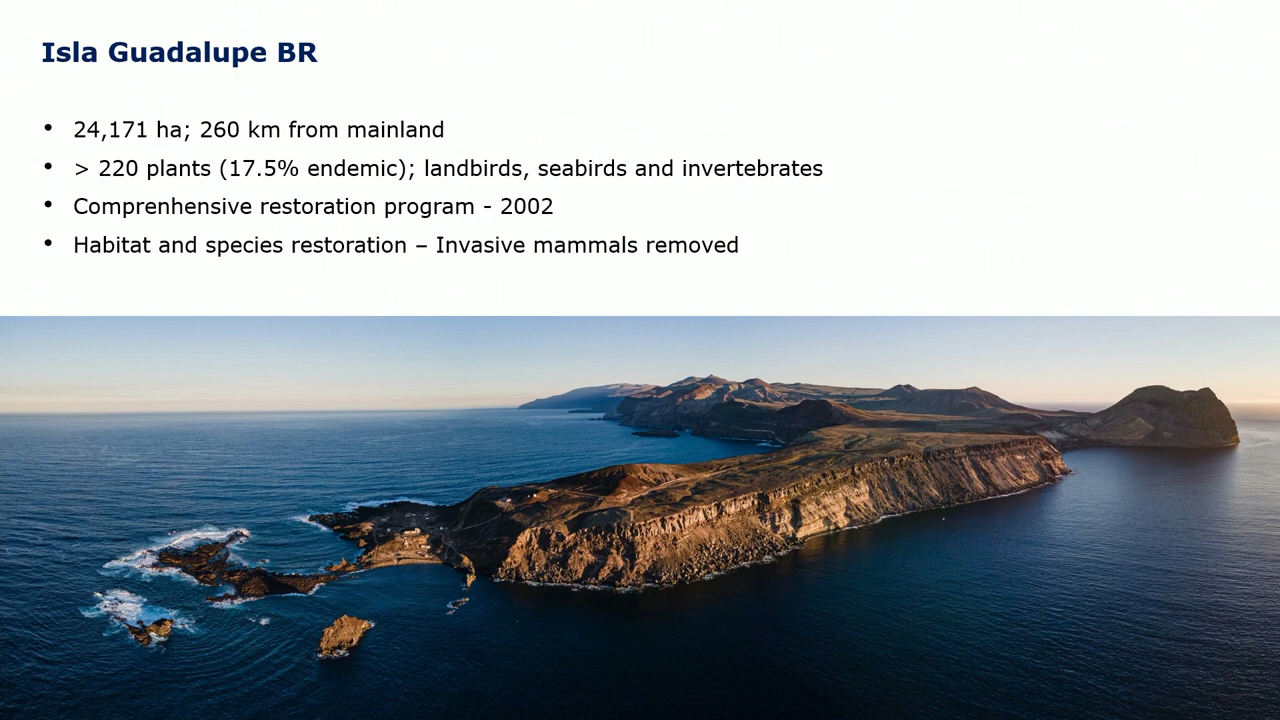 Isla Guadalupe BR
• 24,171 ha; 260 km from mainland
• > 220 plants (17.5% endemic); landbirds, seabirds and invertebrates
• Comprenhensive restoration program - 2002
• Habitat and species restoration – Invasive mammals removed